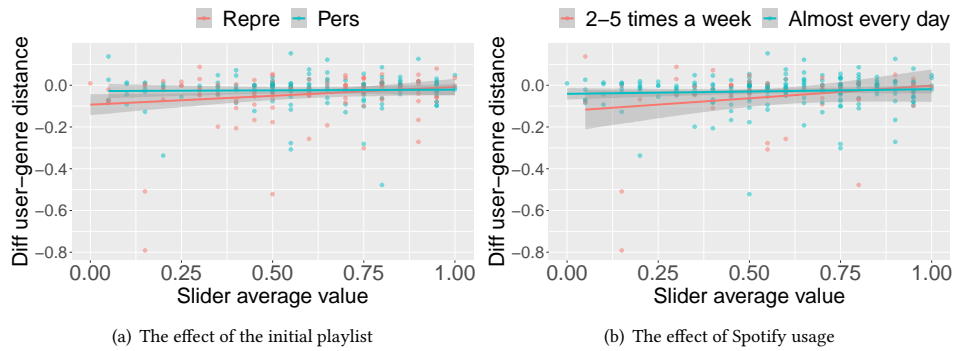 Repre Pers
Diff user−genre distance
0.0
−0.2
−0.4
−0.6
−0.8
0.00 0.25 0.50 0.75 1.00
Slider average value
(a) The effect of the initial playlist
2−5 times a week Almost every day
Diff user−genre distance
0.0
−0.2
−0.4
−0.6
−0.8
0.00 0.25 0.50 0.75 1.00
Slider average value
(b) The effect of Spotify usage